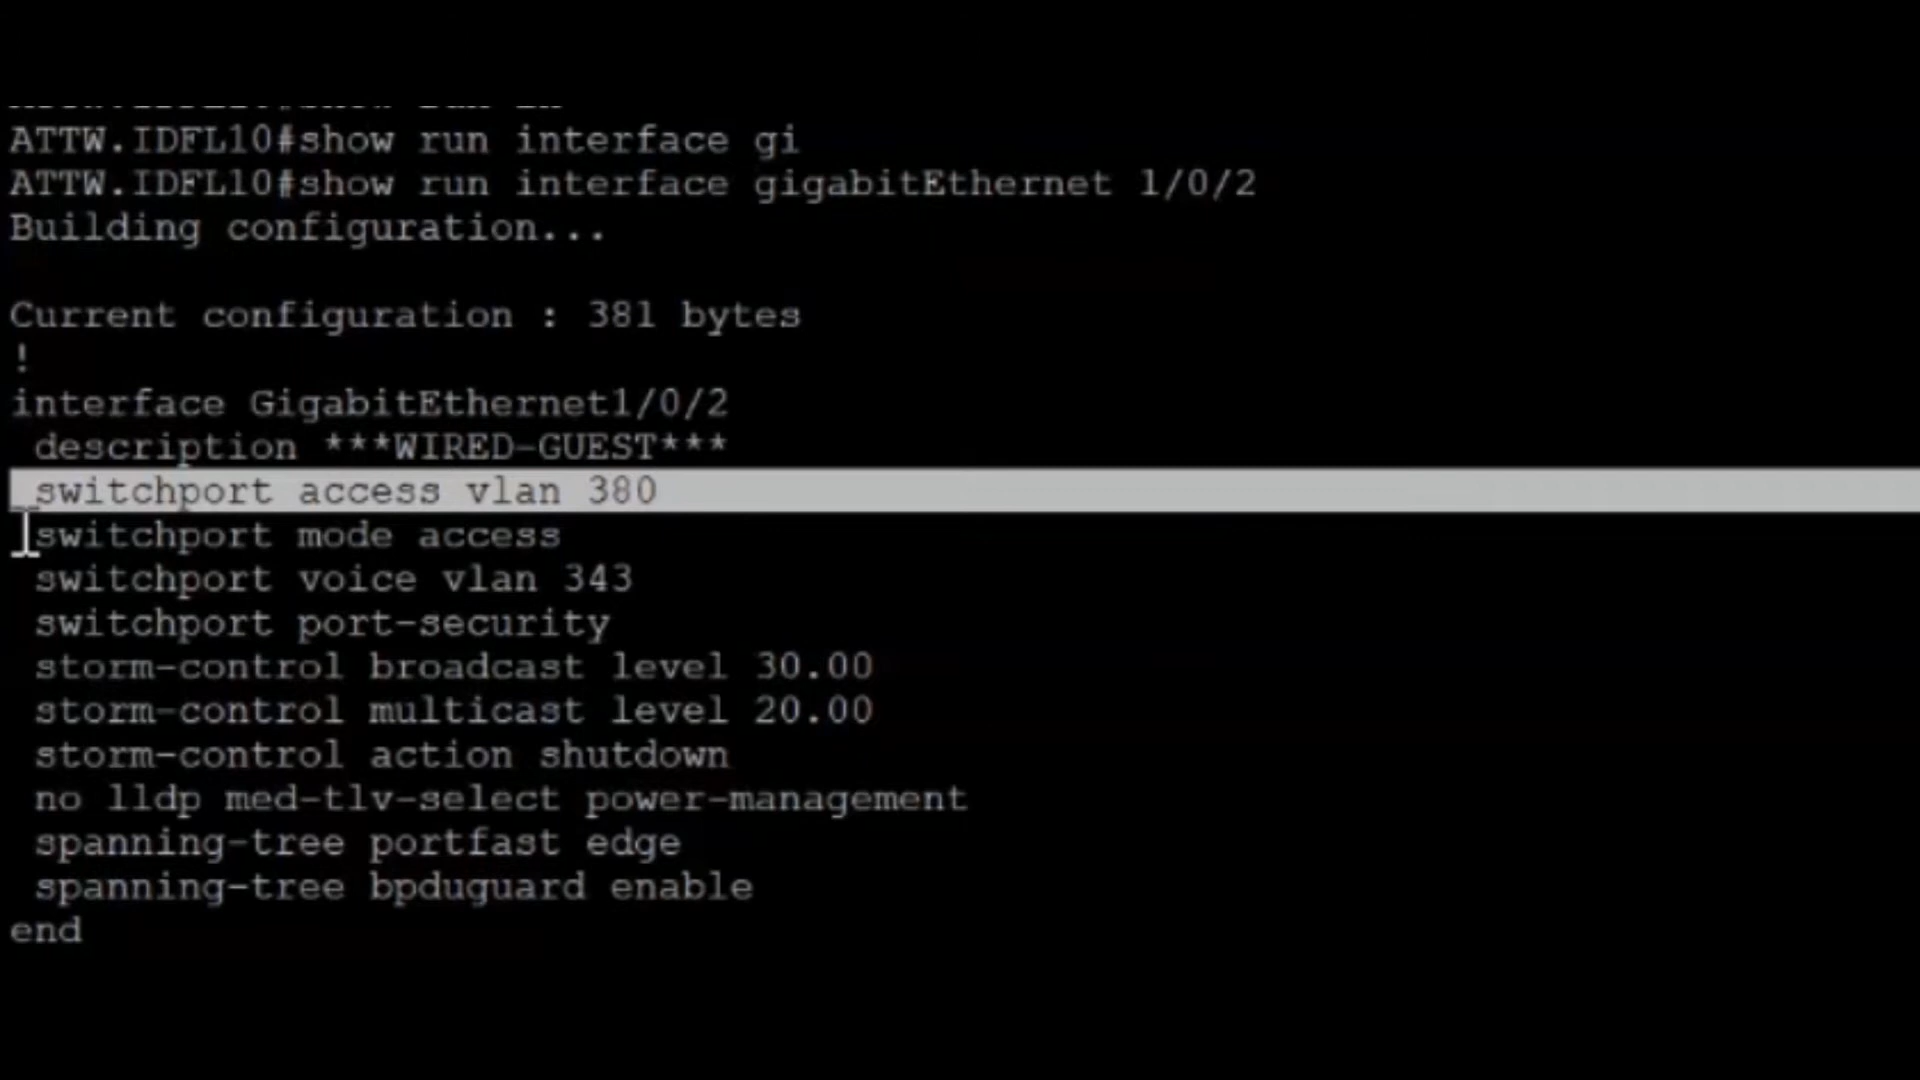 ATTW.IDFL10#show run interface gi
ATTW.IDFL10#show run interface gigabitEthernet 1/0/2
Building configuration...
Current configuration : 381 bytes
!
interface GigabitEthernet1/0/2
description ***WIRED-GUEST***
switchport access vlan 380
switchport mode access
switchport voice vlan 343
switchport port-security
storm-control broadcast level 30.00
storm-control multicast level 20.00
storm-control action shutdown
no lldp med-tlv-select power-management
spanning-tree portfast edge
spanning-tree bpduguard enable
end